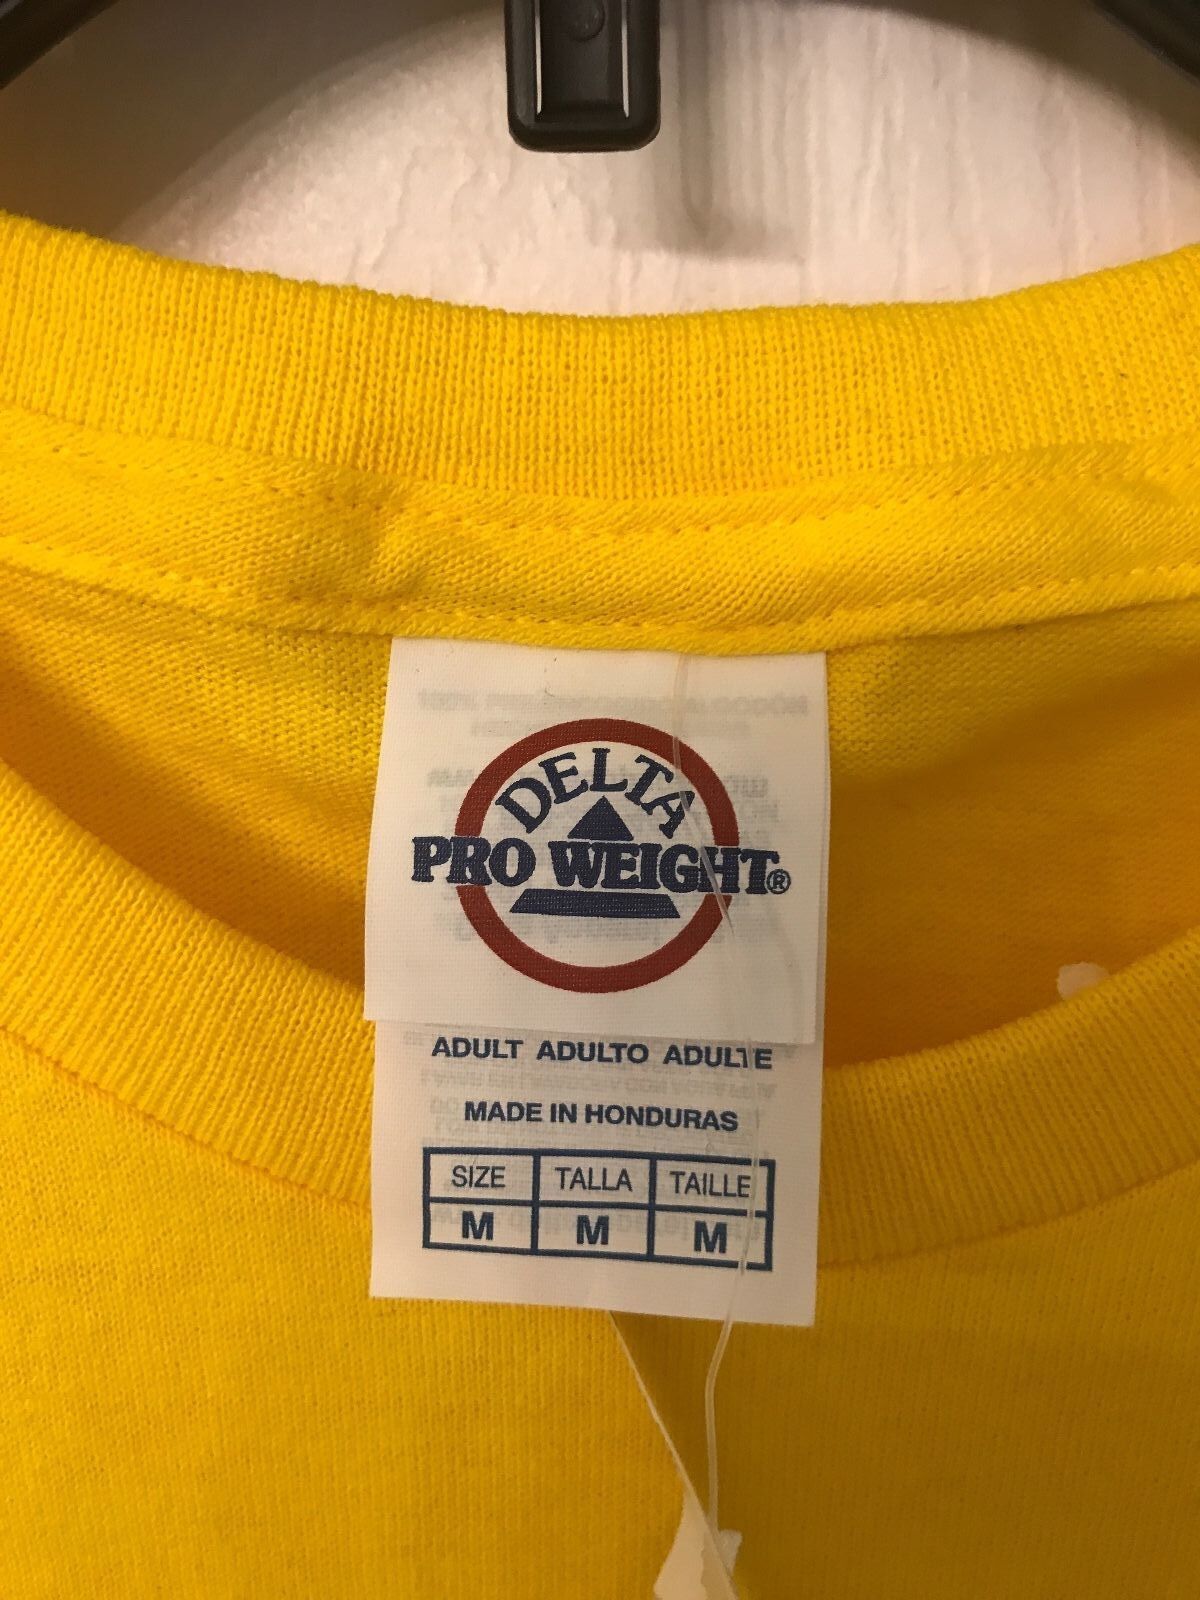 DELTA
PRO WEIGHT®
ADULT ADULTO ADULTE
MADE IN HONDURAS
SIZE TALLA TAILLE
M M M